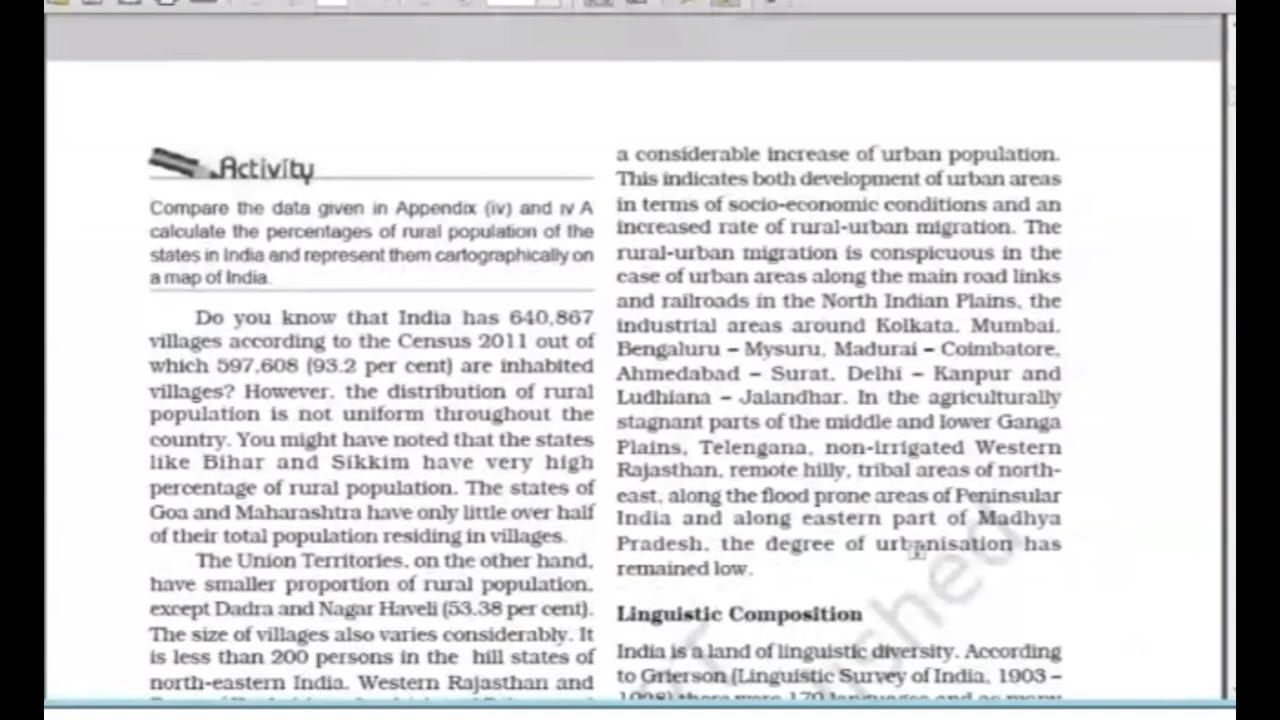 Activity
Compare the data given in Appendix (iv) and iv A
calculate the percentages of rural population of the
states in India and represent them cartographically on
a map of India.
Do you know that India has 640,867
villages according to the Census 2011 out of
which 597,608 (93.2 per cent) are inhabited
villages? However, the distribution of rural
population is not uniform throughout the
country. You might have noted that the states
like Bihar and Sikkim have very high
percentage of rural population. The states of
Goa and Maharashtra have only little over half
of their total population residing in villages.
The Union Territories, on the other hand,
have smaller proportion of rural population,
except Dadra and Nagar Haveli (53.38 per cent).
The size of villages also varies considerably. It
is less than 200 persons in the hill states of
north-eastern India, Western Rajasthan and
a considerable increase of urban population.
This indicates both development of urban areas
in terms of socio-economic conditions and an
increased rate of rural-urban migration. The
rural-urban migration is conspicuous in the
case of urban areas along the main road links
and railroads in the North Indian Plains, the
industrial areas around Kolkata, Mumbai,
Bengaluru – Mysuru, Madurai – Coimbatore,
Ahmedabad – Surat, Delhi – Kanpur and
Ludhiana – Jalandhar. In the agriculturally
stagnant parts of the middle and lower Ganga
Plains, Telengana, non-irrigated Western
Rajasthan, remote hilly, tribal areas of north-
east, along the flood prone areas of Peninsular
India and along eastern part of Madhya
Pradesh, the degree of urbanisation has
remained low.
Linguistic Composition
India is a land of linguistic diversity. According
to Grierson (Linguistic Survey of India, 1903 –
there were 179 languages and as many